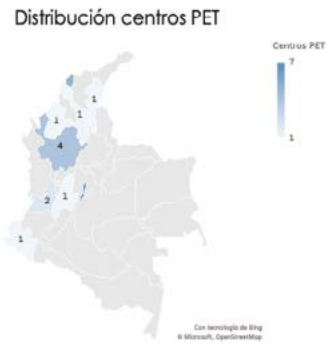 Distribución centros PET
Centros PET
7
1
1
1
1
4
2
1
1
Con tecnología de Bing
© Microsoft, OpenStreetMap